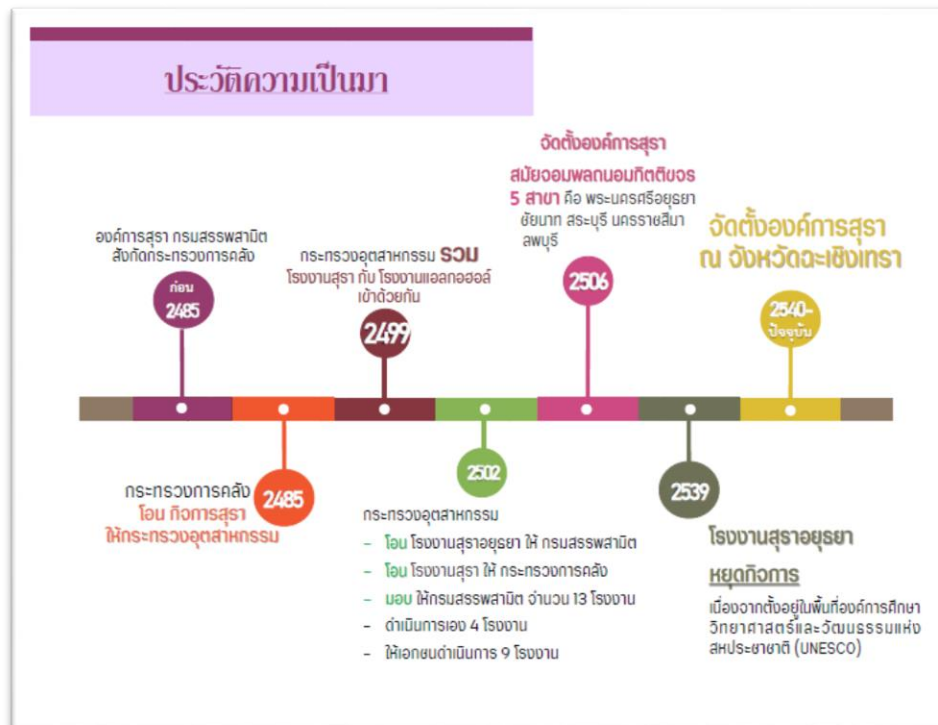 ประวัติความเป็นมา
องค์การสุรา กรมสรรพสามิต
สังกัดกระทรวงการคลัง
ก่อน
2485
กระทรวงการคลัง
โอน กิจการสุรา
ให้กระทรวงอุตสาหกรรม
2485
กระทรวงอุตสาหกรรม รวม
โรงงานสุรา กับ โรงงานแอลกอฮอล์
เข้าด้วยกัน
2499
2502
กระทรวงอุตสาหกรรม
- โอน โรงงานสุราอยุธยา ให้ กรมสรรพสามิต
- โอน โรงงานสุรา ให้ กระทรวงการคลัง
- มอบ ให้กรมสรรพสามิต จำนวน 13 โรงงาน
- ดำเนินการเอง 4 โรงงาน
- ให้เอกชนดำเนินการ 9 โรงงาน
จัดตั้งองค์การสุรา
สมัยจอมพลถนอมกิตติขจร
5 สาขา คือ พระนครศรีอยุธยา
ชัยนาท สระบุรี นครราชสีมา
ลพบุรี
2506
2539
โรงงานสุราอยุธยา
หยุดกิจการ
เนื่องจากตั้งอยู่ในพื้นที่องค์การศึกษา
วิทยาศาสตร์และวัฒนธรรมแห่ง
สหประชาชาติ (UNESCO)
จัดตั้งองค์การสุรา
ณ จังหวัดฉะเชิงเทรา
2540-
ปัจจุบัน